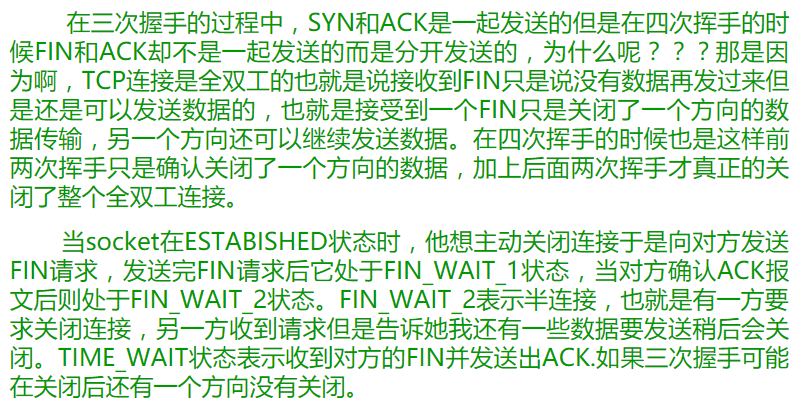 在三次握手的过程中，SYN和ACK是一起发送的但是在四次挥手的时
候FIN和ACK却不是一起发送的而是分开发送的，为什么呢？？？那是因
为啊，TCP连接是全双工的也就是说接收到FIN只是说没有数据再发过来但
是还是可以发送数据的，也就是接受到一个FIN只是关闭了一个方向的数
据传输，另一个方向还可以继续发送数据。在四次挥手的时候也是这样前
两次挥手只是确认关闭了一个方向的数据，加上后面两次挥手才真正的关
闭了整个全双工连接。
当socket在ESTABISHED状态时，他想主动关闭连接于是向对方发送
FIN请求，发送完FIN请求后它处于FIN_WAIT_1状态，当对方确认ACK报
文后则处于FIN_WAIT_2状态。FIN_WAIT_2表示半连接，也就是有一方要
求关闭连接，另一方收到请求但是告诉她我还有一些数据要发送稍后会关
闭。TIME_WAIT状态表示收到对方的FIN并发送出ACK.如果三次握手可能
在关闭后还有一个方向没有关闭。